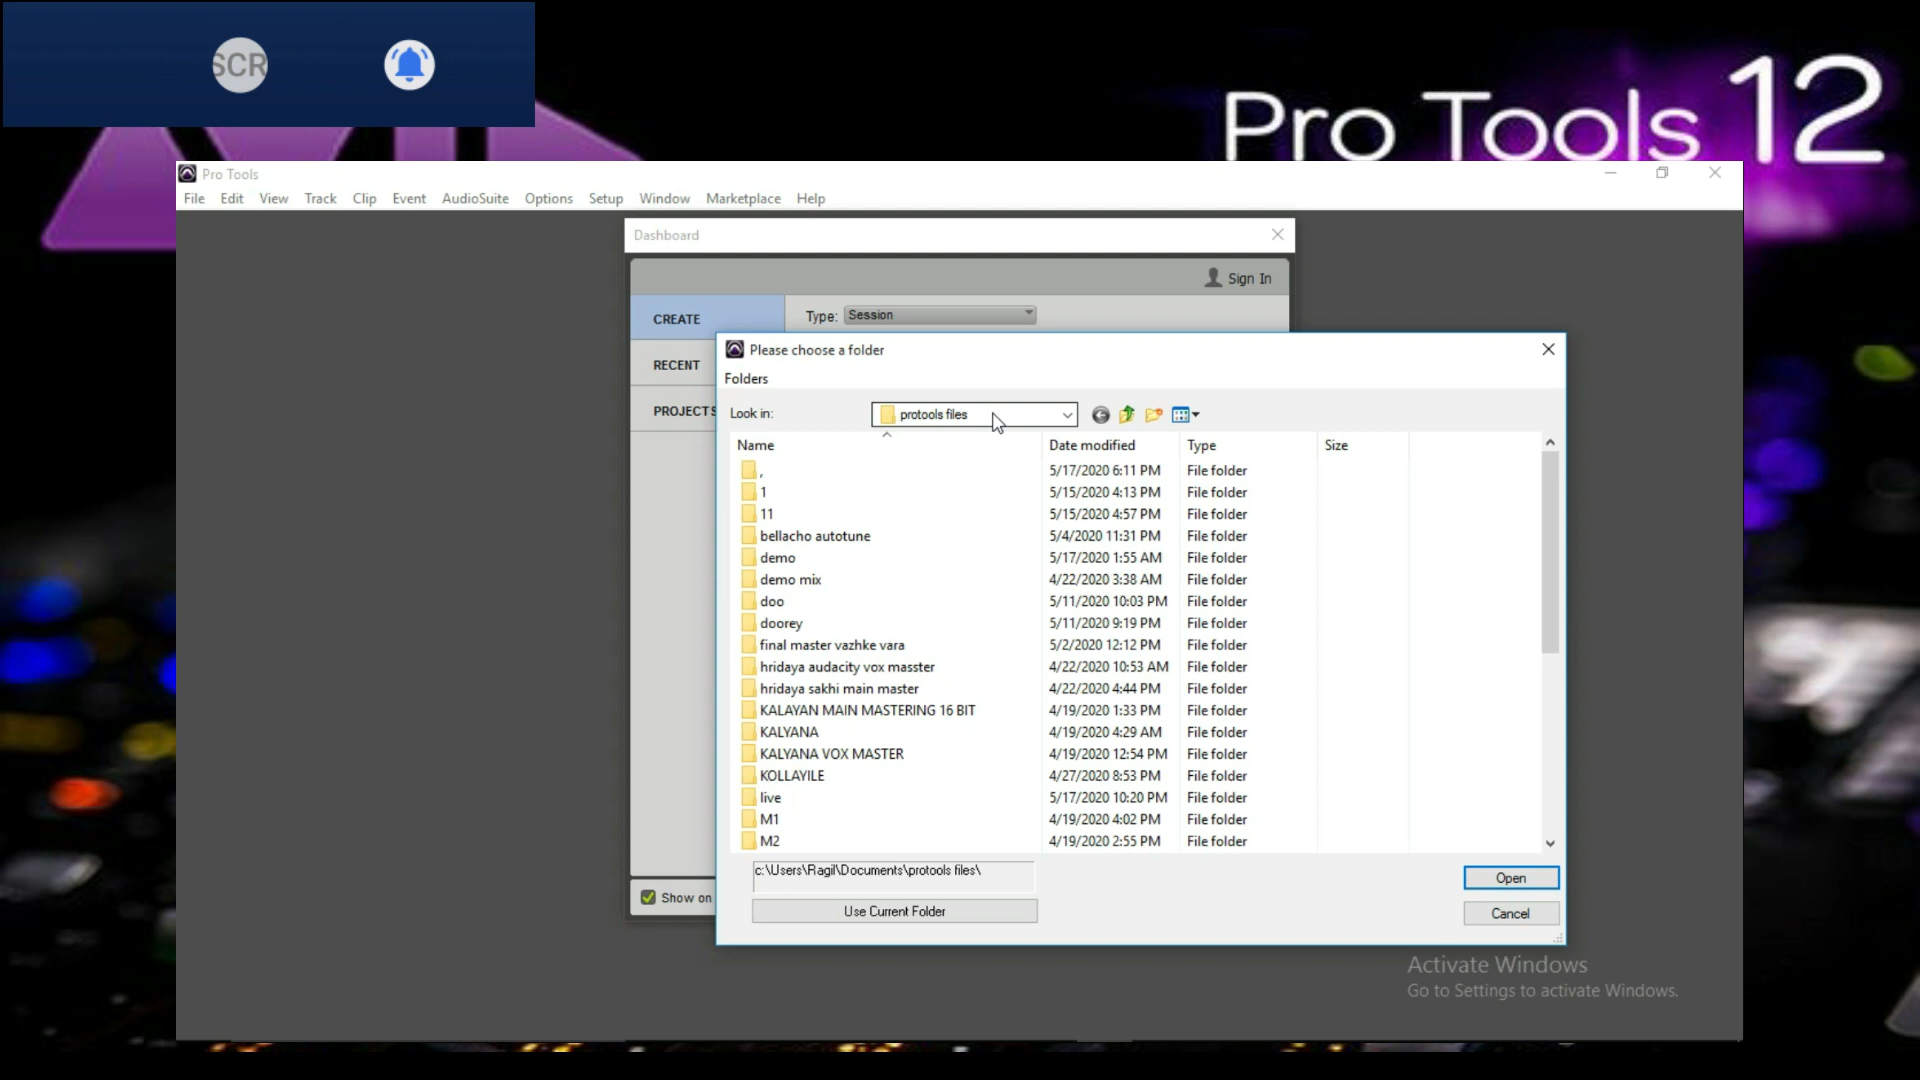 SCR
Pro Tools 12
Pro Tools
File Edit View Track Clip Event AudioSuite Options Setup Window Marketplace Help
Dashboard
Sign In
CREATE
Type: Session
RECENT
PROJECTS
Please choose a folder
Folders
Look in: protools files
Name Date modified Type Size
, 5/17/2020 6:11 PM File folder
1 5/15/2020 4:13 PM File folder
11 5/15/2020 4:57 PM File folder
bellacho autotune 5/4/2020 11:31 PM File folder
demo 5/17/2020 1:55 AM File folder
demo mix 4/22/2020 3:38 AM File folder
doo 5/11/2020 10:03 PM File folder
doorey 5/11/2020 9:19 PM File folder
final master vazhke vara 5/2/2020 12:12 PM File folder
hridaya audacity vox masster 4/22/2020 10:53 AM File folder
hridaya sakhi main master 4/22/2020 4:44 PM File folder
KALAYAN MAIN MASTERING 16 BIT 4/19/2020 1:33 PM File folder
KALYANA 4/19/2020 4:29 AM File folder
KALYANA VOX MASTER 4/19/2020 12:54 PM File folder
KOLLAYILE 4/27/2020 8:53 PM File folder
live 5/17/2020 10:20 PM File folder
M1 4/19/2020 4:02 PM File folder
M2 4/19/2020 2:55 PM File folder
c:\Users\Ragil\Documents\protools files\
Open
Show on
Use Current Folder
Cancel
Activate Windows
Go to Settings to activate Windows.